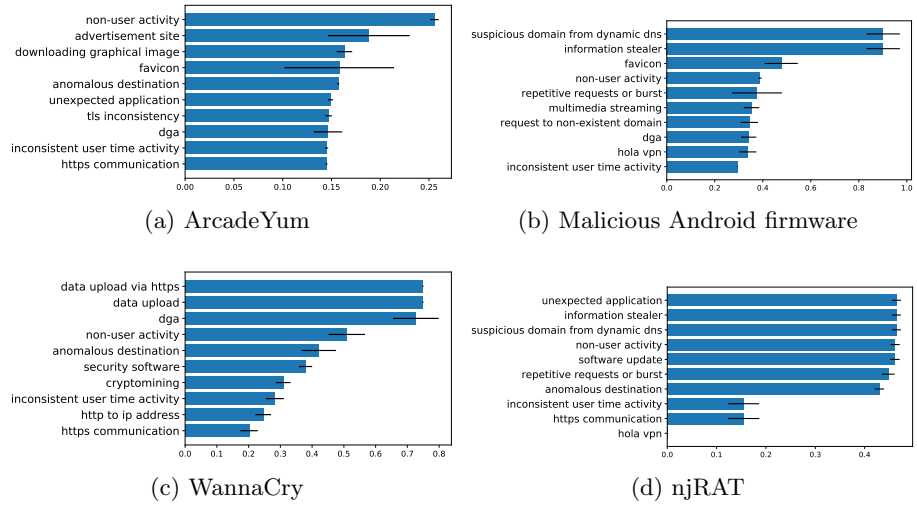 non-user activity
advertisement site
downloading graphical image
favicon
anomalous destination
unexpected application
tls inconsistency
dga
inconsistent user time activity
https communication
0.00 0.05 0.10 0.15 0.20 0.25
(a) ArcadeYum
suspicious domain from dynamic dns
information stealer
favicon
non-user activity
repetitive requests or burst
multimedia streaming
request to non-existent domain
dga
hola vpn
inconsistent user time activity
0.0 0.2 0.4 0.6 0.8 1.0
(b) Malicious Android firmware
data upload via https
data upload
dga
non-user activity
anomalous destination
security software
cryptomining
inconsistent user time activity
http to ip address
https communication
0.0 0.1 0.2 0.3 0.4 0.5 0.6 0.7 0.8
(c) WannaCry
unexpected application
information stealer
suspicious domain from dynamic dns
non-user activity
software update
repetitive requests or burst
anomalous destination
inconsistent user time activity
https communication
hola vpn
0.0 0.1 0.2 0.3 0.4
(d) njRAT